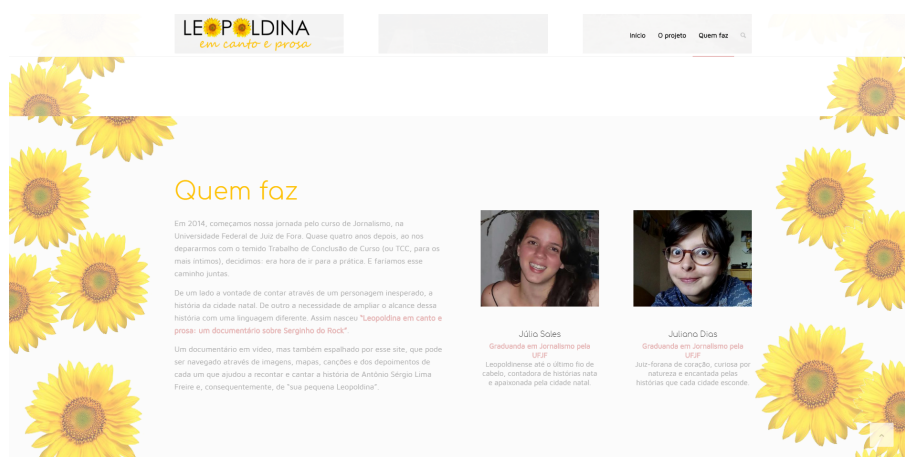 LEOPOLDINA
em canto e prosa
Início O projeto Quem faz
Quem faz
Em 2014, começamos nossa jornada pelo curso de Jornalismo, na
Universidade Federal de Juiz de Fora. Quase quatro anos depois, ao nos
depararmos com o temido Trabalho de Conclusão de Curso (ou TCC, para os
mais íntimos), decidimos: era hora de ir para a prática. E faríamos esse
caminho juntas.
De um lado a vontade de contar através de um personagem inesperado, a
história da cidade natal. De outro a necessidade de ampliar o alcance dessa
história com uma linguagem diferente. Assim nasceu "Leopoldina em canto e
prosa: um documentário sobre Serginho do Rock".
Um documentário em vídeo, mas também espalhado por esse site, que pode
ser navegado através de imagens, mapas, canções e dos depoimentos de
cada um que ajudou a recontar e cantar a história de Antônio Sérgio Lima
Freire e, consequentemente, de "sua pequena Leopoldina".
Júlia Sales
Graduanda em Jornalismo pela
UFJF
Leopoldinense até o último fio de
cabelo, contadora de histórias nata
e apaixonada pela cidade natal.
Juliana Dias
Graduanda em Jornalismo pela
UFJF
Juiz-forana de coração, curiosa por
natureza e encantada pelas
histórias que cada cidade esconde.